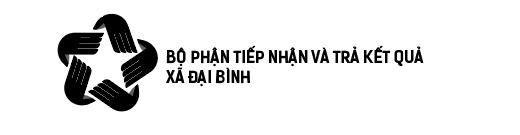 BỘ PHẬN TIẾP NHẬN VÀ TRẢ KẾT QUẢ
XÃ ĐẠI BÌNH